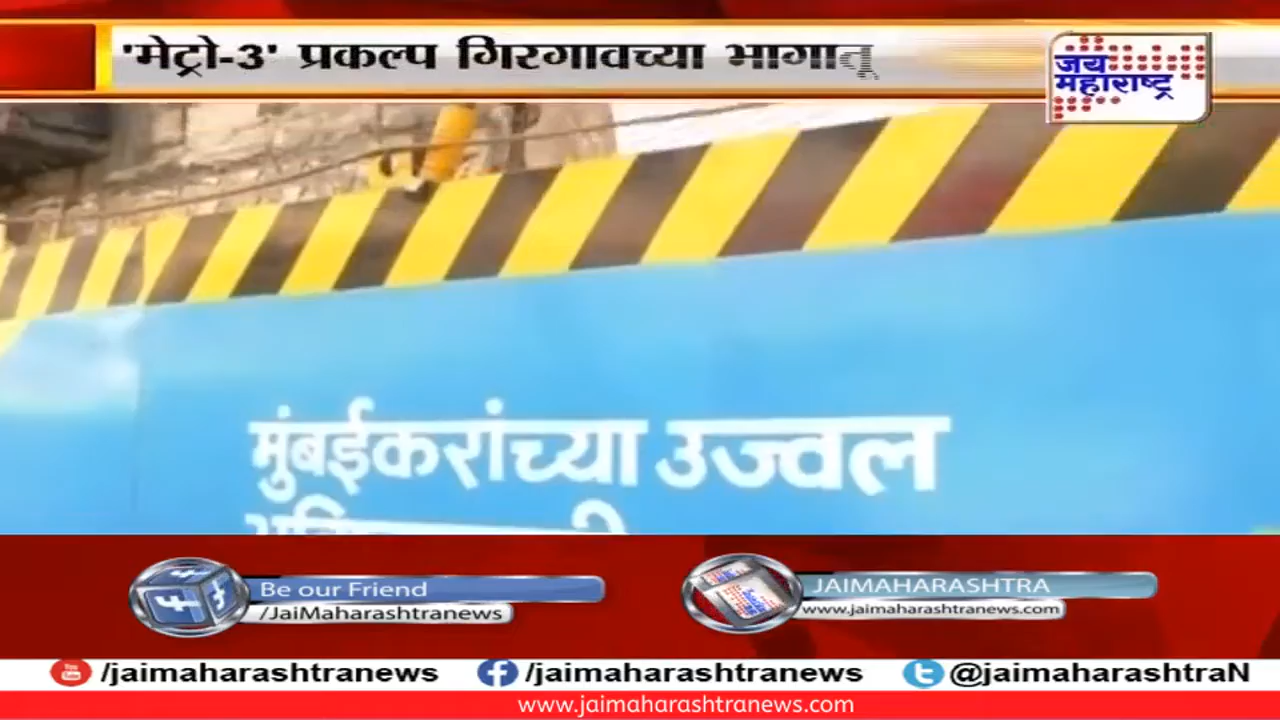 'मेट्रो-3' प्रकल्प गिरगावच्या भागातू
जय
महाराष्ट्र
मुंबईकरांच्या उज्वल
Be our Friend
/JaiMaharashtranews
JAIMAHARASHTRA
www.jaimaharashtranews.com
/jaimaharashtranews
/jaimaharashtranews
@jaimaharashtraN
www.jaimaharashtranews.com